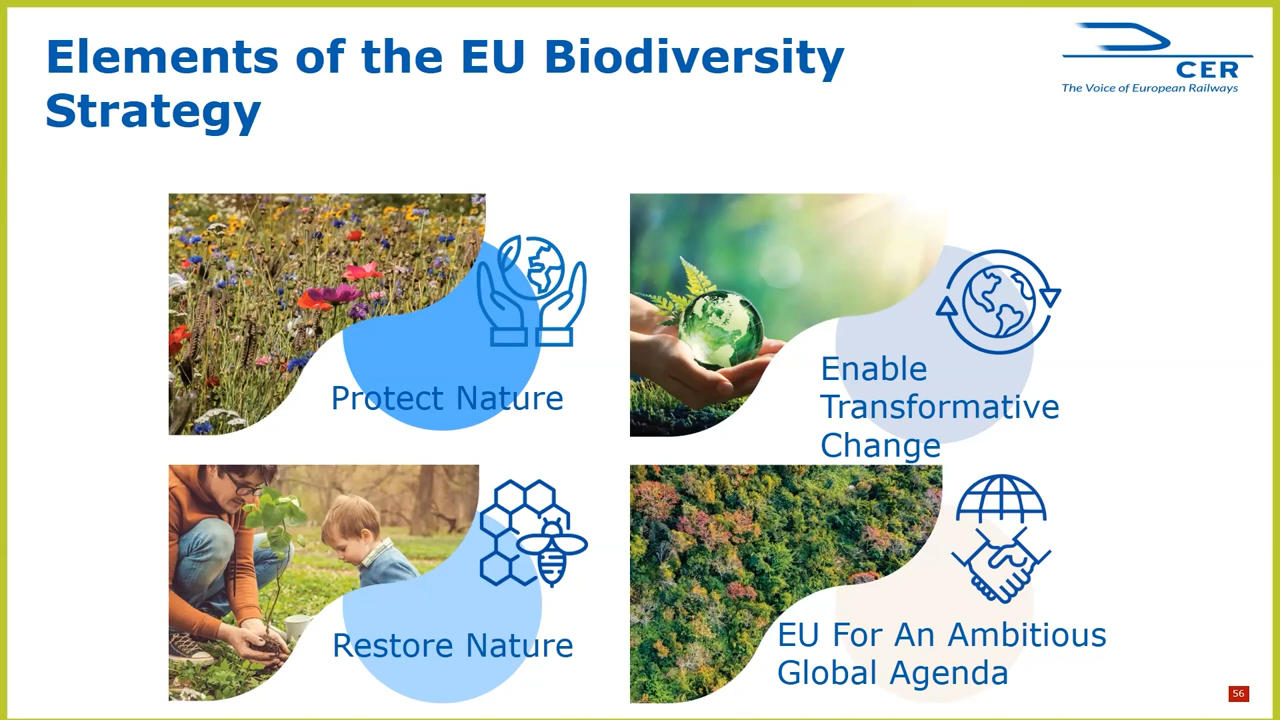 Elements of the EU Biodiversity
Strategy
CER
The Voice of European Railways
Protect Nature
Enable
Transformative
Change
Restore Nature
EU For An Ambitious
Global Agenda
56